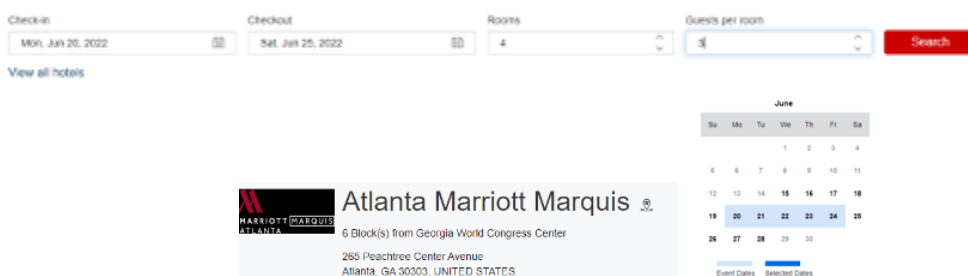 Check-in Checkout Rooms Guests per room
Mon, Jun 20, 2022 Sat, Jun 25, 2022 4 3 Search
View all hotels
June
Su Mo Tu We Th Fr Sa
1 2 3 4
5 6 7 8 9 10 11
12 13 14 15 16 17 18
19 20 21 22 23 24 25
26 27 28 29 30
Event Dates Selected Dates
MARRIOTT MARQUIS
ATLANTA
Atlanta Marriott Marquis
6 Block(s) from Georgia World Congress Center
265 Peachtree Center Avenue
Atlanta, GA 30303, UNITED STATES